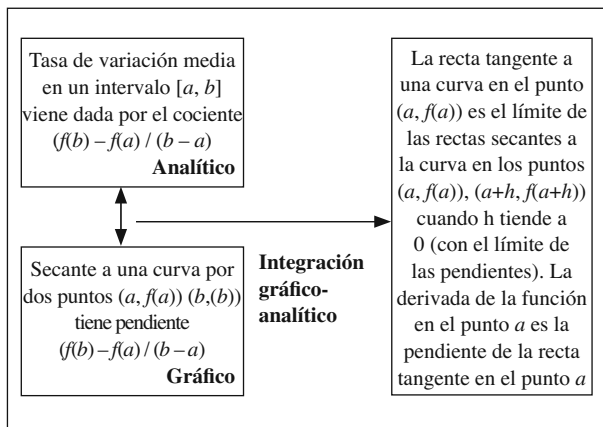 Tasa de variación media
en un intervalo [a, b]
viene dada por el cociente
(f(b) – f(a) / (b – a)
Analítico
Secante a una curva por
dos puntos (a, f(a)) (b,(b))
tiene pendiente
(f(b) – f(a) / (b – a)
Gráfico
Integración
gráfico-
analítico
La recta tangente a
una curva en el punto
(a, f(a)) es el límite de
las rectas secantes a
la curva en los puntos
(a, f(a)), (a+h, f(a+h))
cuando h tiende a
0 (con el límite de
las pendientes). La
derivada de la función
en el punto a es la
pendiente de la recta
tangente en el punto a